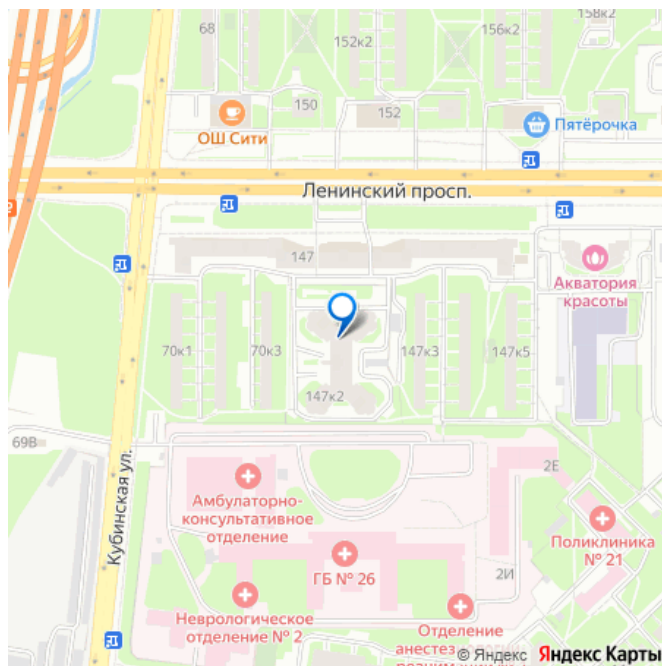 68
152к2
156к2
158к2
150
152
ОШ Сити
Пятёрочка
Ленинский просп.
147
Акватория
красоты
70к1
70к3
147к3
147к5
147к2
69В
Кубинская ул.
2Е
Амбулаторно-
консультативное
отделение
Поликлиника
№ 21
ГБ № 26
2И
Неврологическое
отделение № 2
Отделение
© Яндекс Яндекс Карты